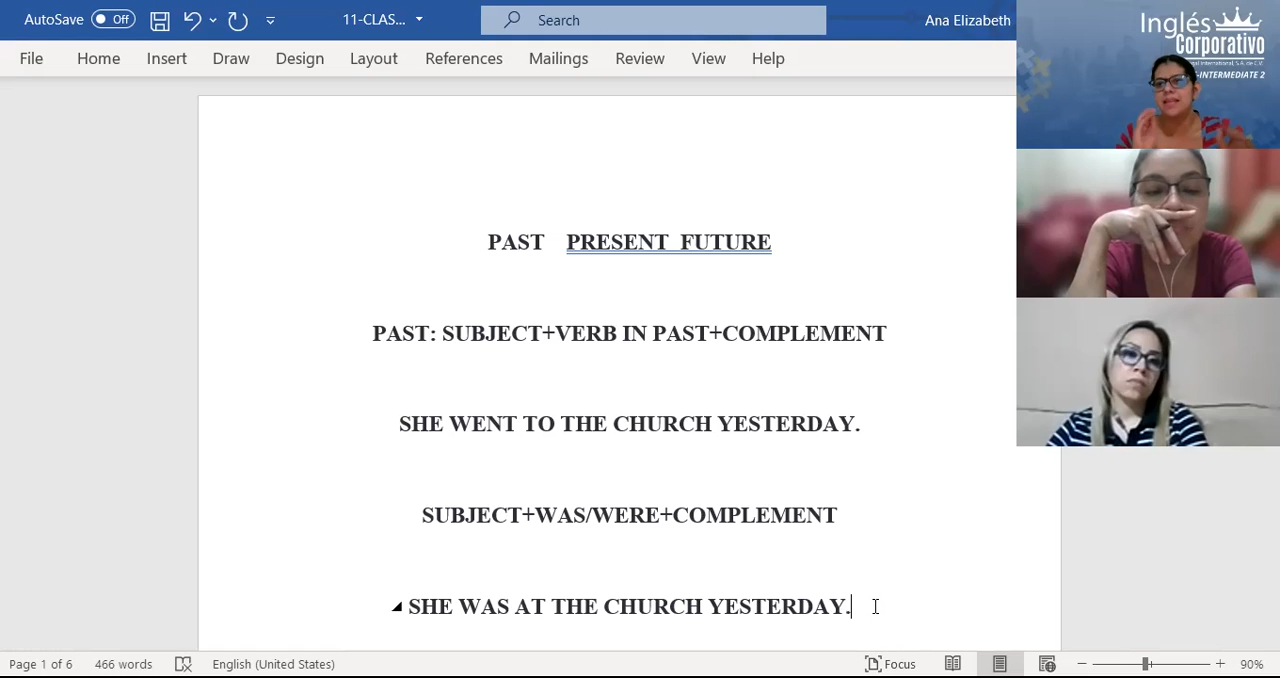 AutoSave Off 11-CLAS... Search Ana Elizabeth
File Home Insert Draw Design Layout References Mailings Review View Help
Inglés
Corporativo
-INTERMEDIATE 2
PAST PRESENT FUTURE
PAST: SUBJECT+VERB IN PAST+COMPLEMENT
SHE WENT TO THE CHURCH YESTERDAY.
SUBJECT+WAS/WERE+COMPLEMENT
SHE WAS AT THE CHURCH YESTERDAY.
Page 1 of 6 466 words English (United States) Focus 90%